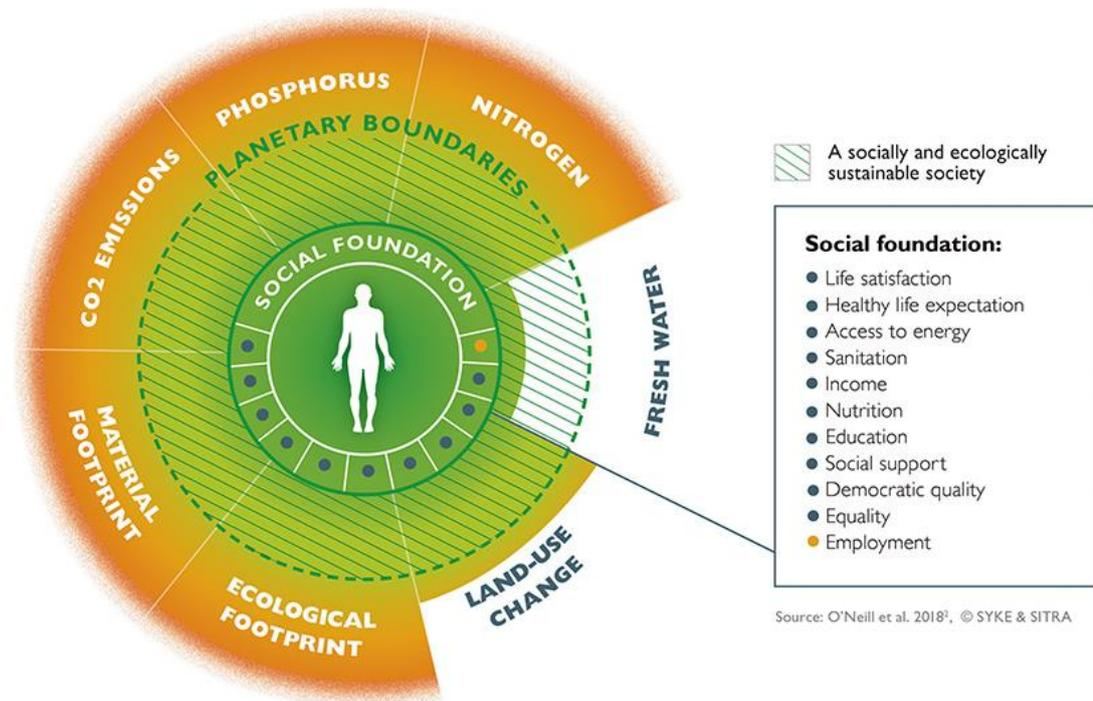 PHOSPHORUS
NITROGEN
PLANETARY BOUNDARIES
CO2 EMISSIONS
SOCIAL FOUNDATION
FRESH WATER
MATERIAL
FOOTPRINT
ECOLOGICAL
FOOTPRINT
LAND-USE
CHANGE
A socially and ecologically
sustainable society
Social foundation:
Life satisfaction
Healthy life expectation
Access to energy
Sanitation
Income
Nutrition
Education
Social support
Democratic quality
Equality
Employment
Source: O'Neill et al. 2018², © SYKE & SITRA